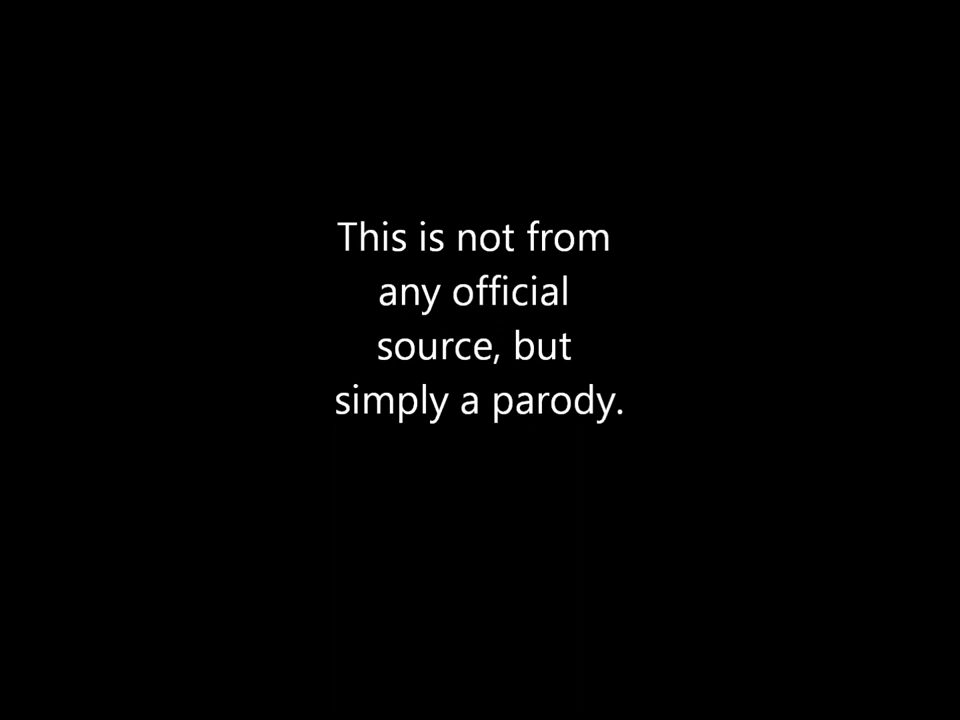 This is not from
any official
source, but
simply a parody.